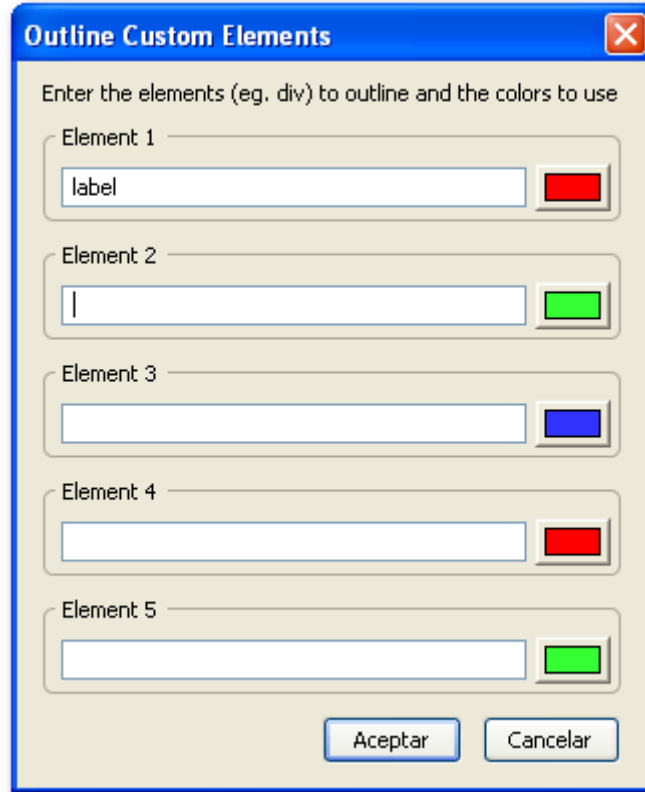 Outline Custom Elements
Enter the elements (eg. div) to outline and the colors to use
Element 1
label
Element 2
Element 3
Element 4
Element 5
Aceptar Cancelar